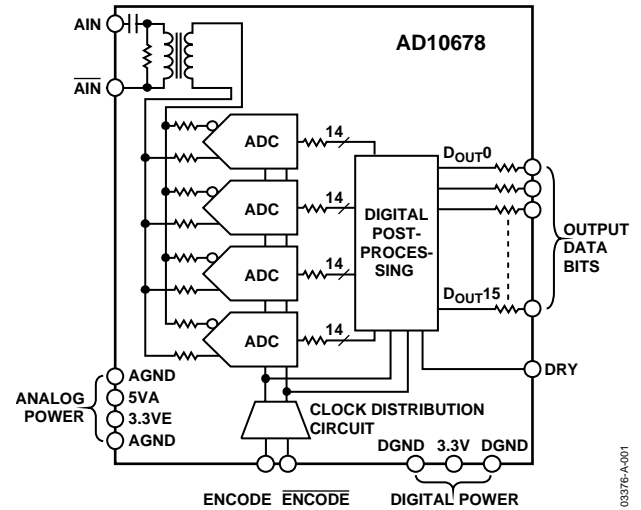 AIN
AD10678
AIN
ADC
14
DOUT0
ADC
14
DIGITAL
POST-
PROCES-
SING
OUTPUT
DATA
BITS
ADC
14
DOUT15
ADC
14
DRY
ANALOG
POWER
AGND
5VA
3.3VE
AGND
CLOCK DISTRIBUTION
CIRCUIT
DGND 3.3V DGND
ENCODE ENCODE
DIGITAL POWER
03376-A-001